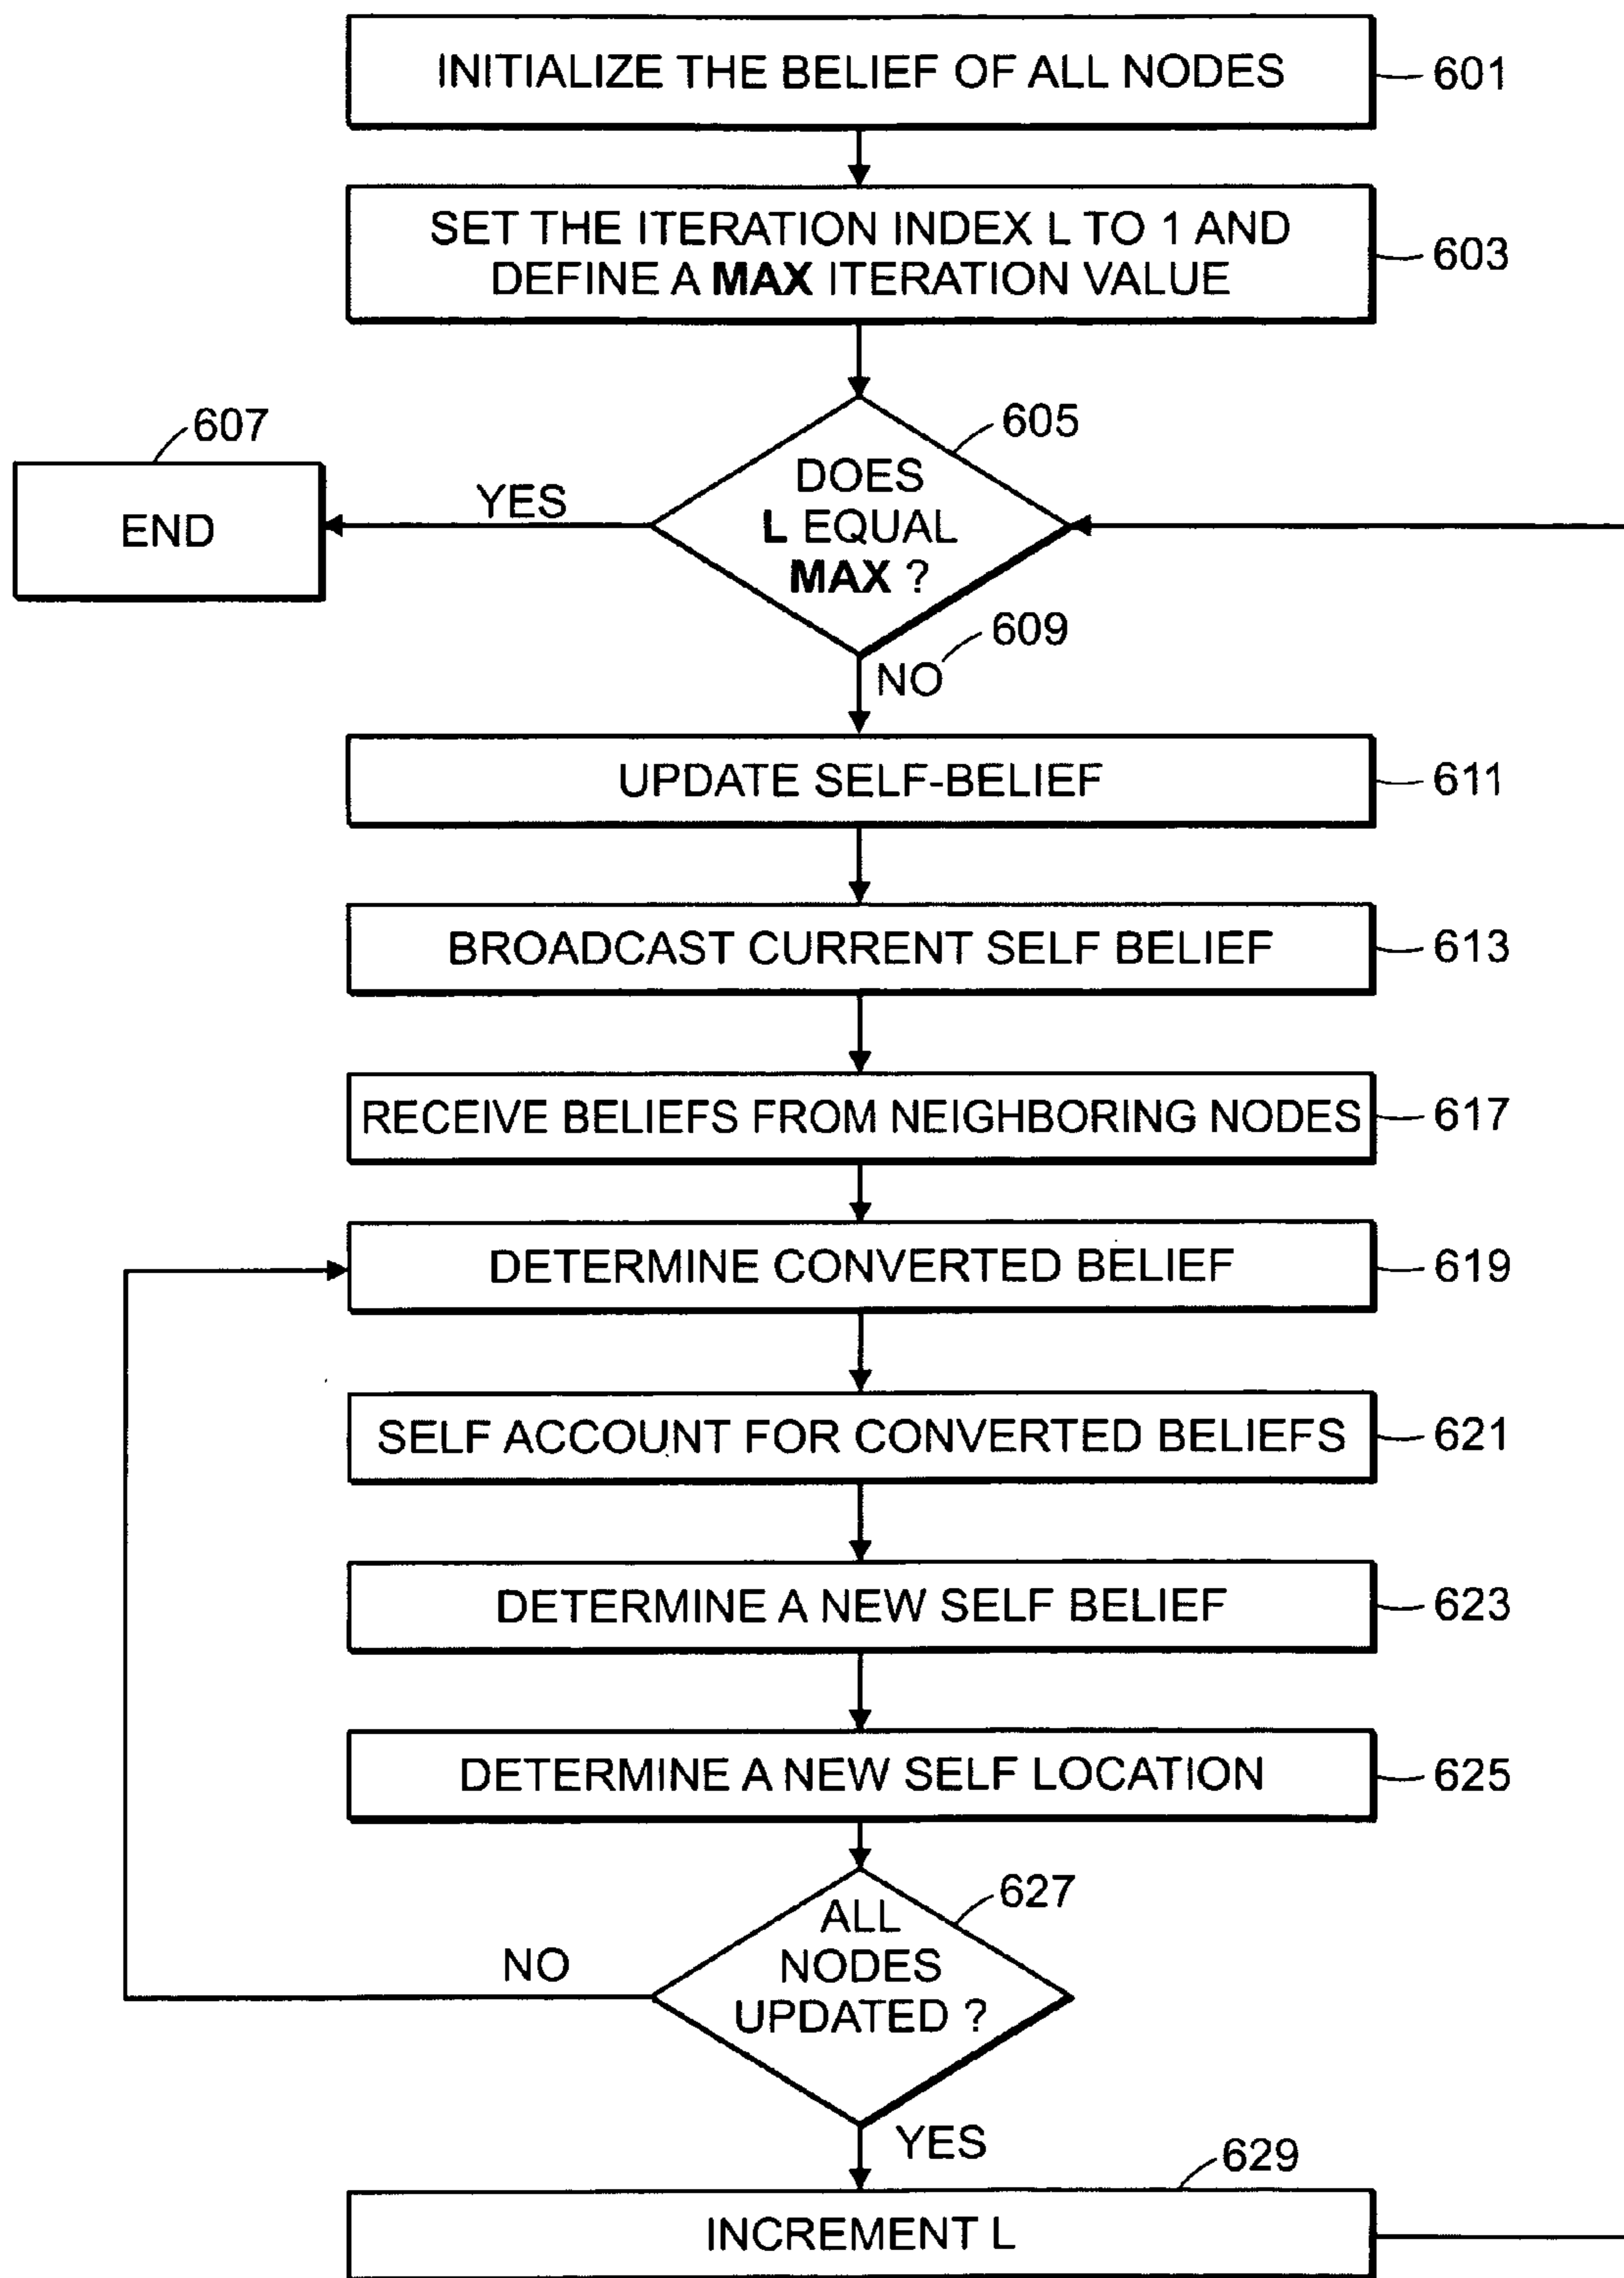 INITIALIZE THE BELIEF OF ALL NODES
601
SET THE ITERATION INDEX L TO 1 AND
DEFINE A MAX ITERATION VALUE
603
607
END
YES
605
DOES
L EQUAL
MAX ?
609
NO
UPDATE SELF-BELIEF
611
BROADCAST CURRENT SELF BELIEF
613
RECEIVE BELIEFS FROM NEIGHBORING NODES
617
DETERMINE CONVERTED BELIEF
619
SELF ACCOUNT FOR CONVERTED BELIEFS
621
DETERMINE A NEW SELF BELIEF
623
DETERMINE A NEW SELF LOCATION
625
627
ALL
NODES
UPDATED ?
NO
YES
629
INCREMENT L